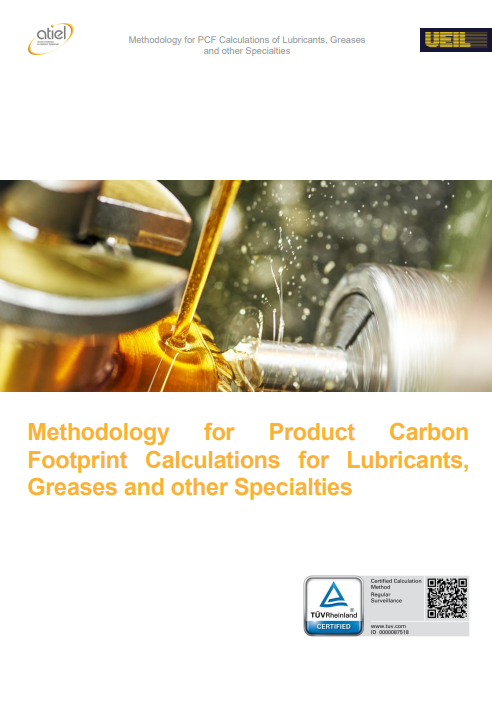 atiel
Methodology for PCF Calculations of Lubricants, Greases
and other Specialties
UEIL
Methodology for Product Carbon
Footprint Calculations for Lubricants,
Greases and other Specialties
TÜVRheinland®
CERTIFIED
Certified Calculation
Method
Regular
Surveillance
www.tuv.com
ID 0000087518